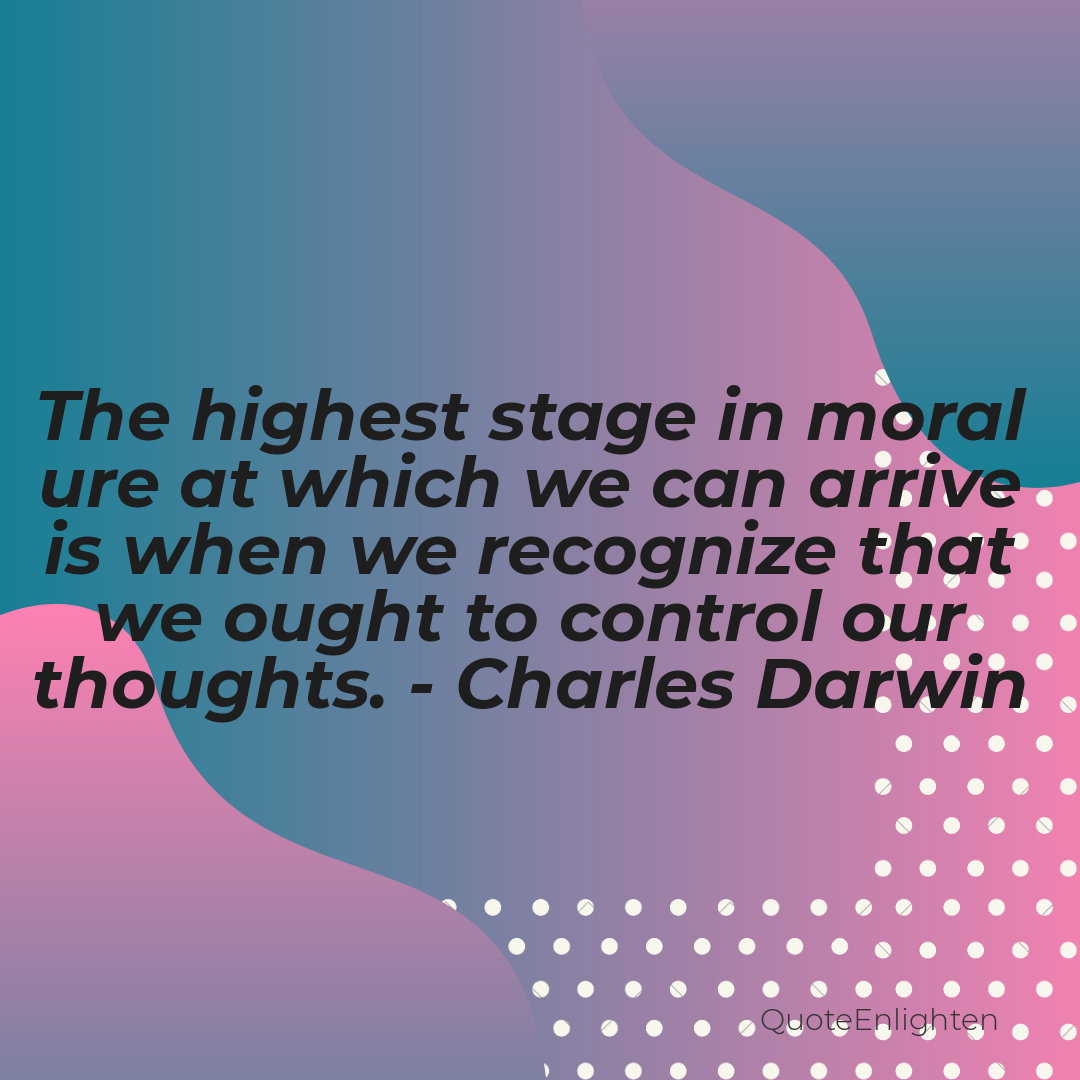 The highest stage in moral
ure at which we can arrive
is when we recognize that
we ought to control our
thoughts. - Charles Darwin
QuoteEnlighten